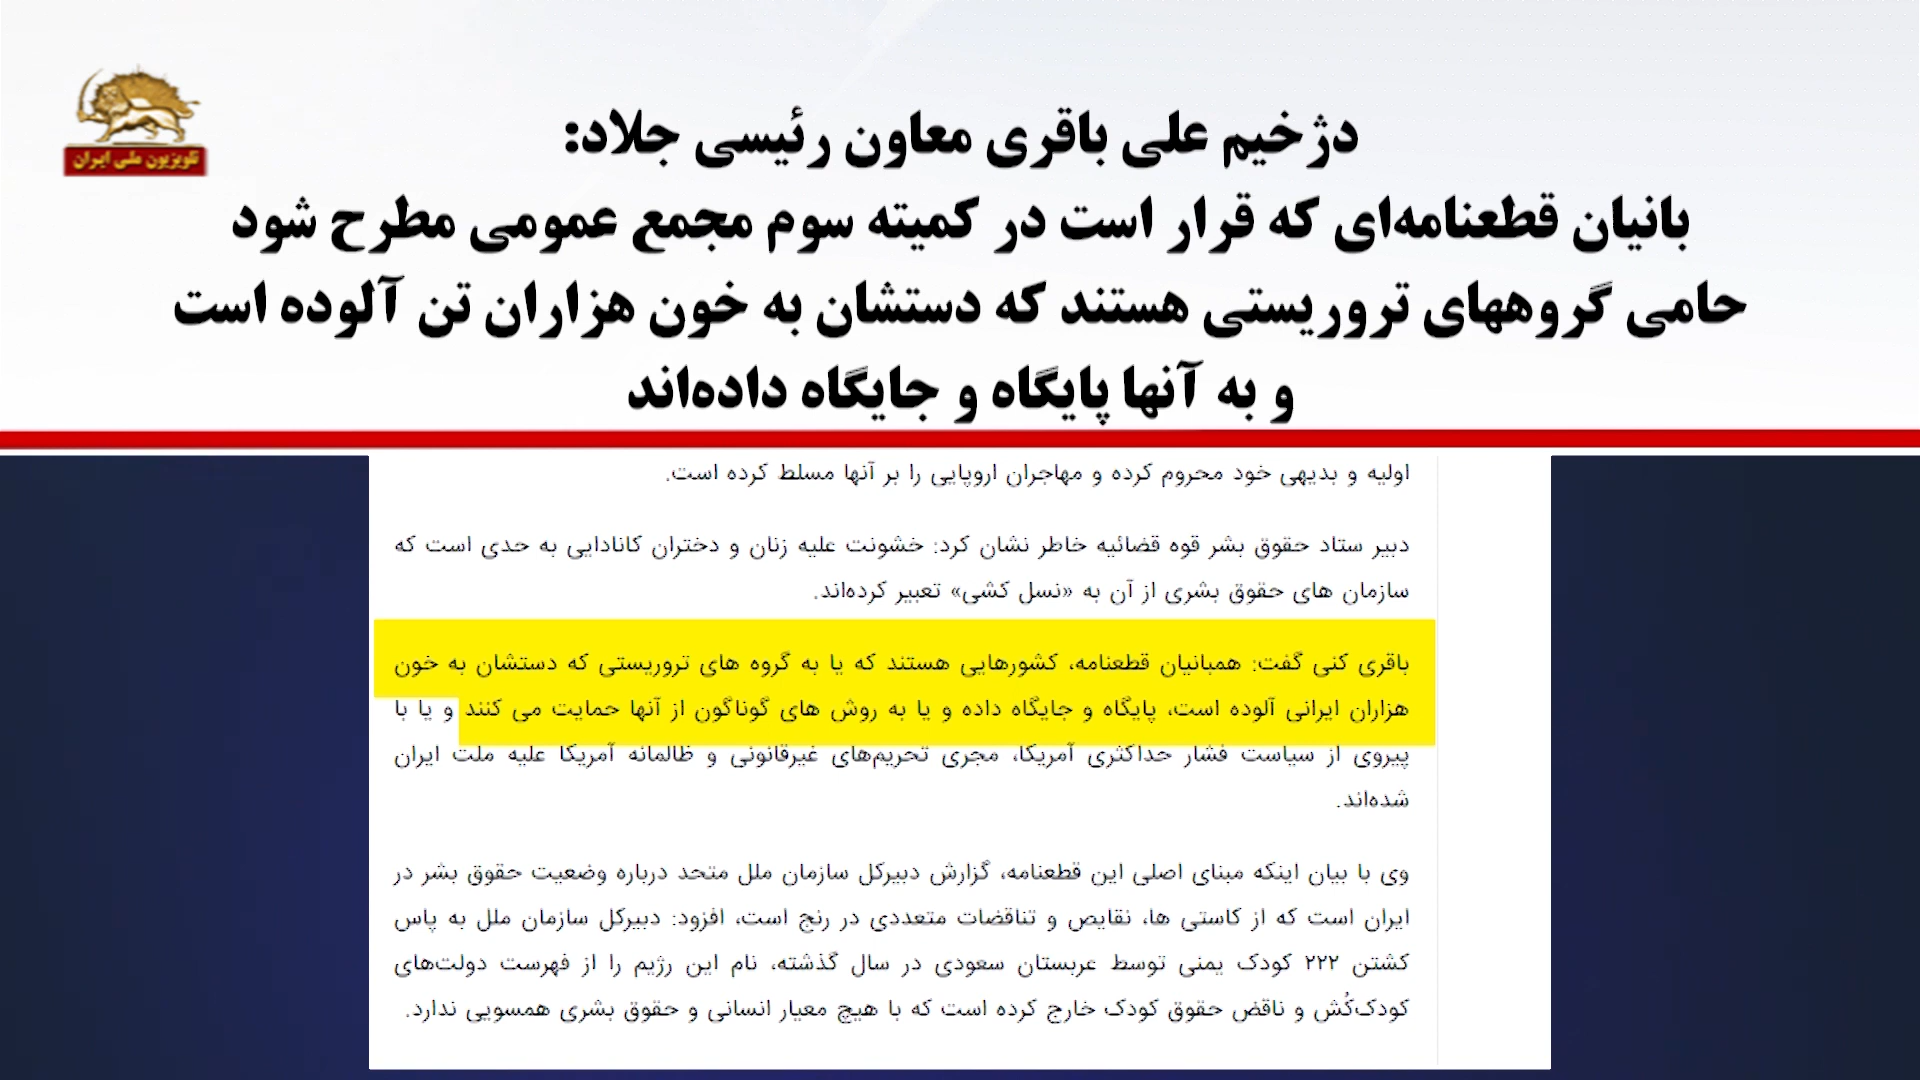 تلویزیون ملی ایران
دژخیم علی باقری معاون رئیسی جلاد:
بانیان قطعنامه‌ای که قرار است در کمیته سوم مجمع عمومی مطرح شود
حامی گروههای تروریستی هستند که دستشان به خون هزاران تن آلوده است
و به آنها پایگاه و جایگاه داده‌اند
اولیه و بدیهی خود محروم کرده و مهاجران اروپایی را بر آنها مسلط کرده است.
دبیر ستاد حقوق بشر قوه قضائیه خاطر نشان کرد: خشونت علیه زنان و دختران کانادایی به حدی است که
سازمان های حقوق بشری از آن به «نسل کشی» تعبیر کرده‌اند.
باقری کنی گفت: همبانیان قطعنامه، کشورهایی هستند که یا به گروه های تروریستی که دستشان به خون
هزاران ایرانی آلوده است، پایگاه و جایگاه داده و یا به روش های گوناگون از آنها حمایت می کنند و یا با
پیروی از سیاست فشار حداکثری آمریکا، مجری تحریم‌های غیرقانونی و ظالمانه آمریکا علیه ملت ایران
شده‌اند.
وی با بیان اینکه مبنای اصلی این قطعنامه، گزارش دبیرکل سازمان ملل متحد درباره وضعیت حقوق بشر در
ایران است که از کاستی ها، نقایص و تناقضات متعددی در رنج است، افزود: دبیرکل سازمان ملل به پاس
کشتن ۲۲۲ کودک یمنی توسط عربستان سعودی در سال گذشته، نام این رژیم را از فهرست دولت‌های
کودک‌کُش و ناقض حقوق کودک خارج کرده است که با هیچ معیار انسانی و حقوق بشری همسویی ندارد.